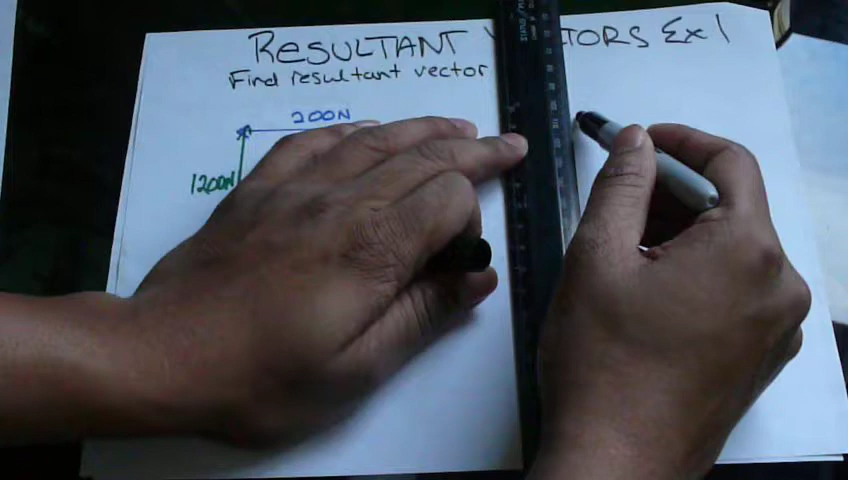 RESULTANT V TORS Ex 1
Find resultant vector
200N
1200N